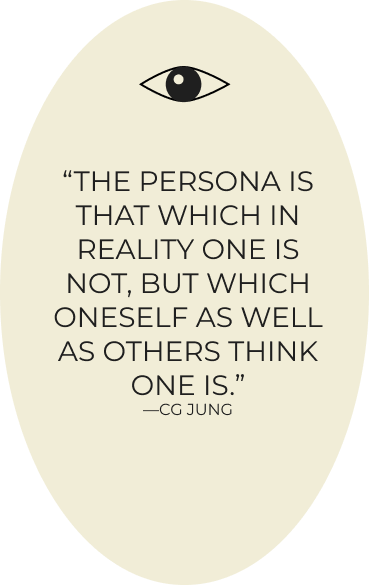 “THE PERSONA IS
THAT WHICH IN
REALITY ONE IS
NOT, BUT WHICH
ONESELF AS WELL
AS OTHERS THINK
ONE IS.”
—CG JUNG